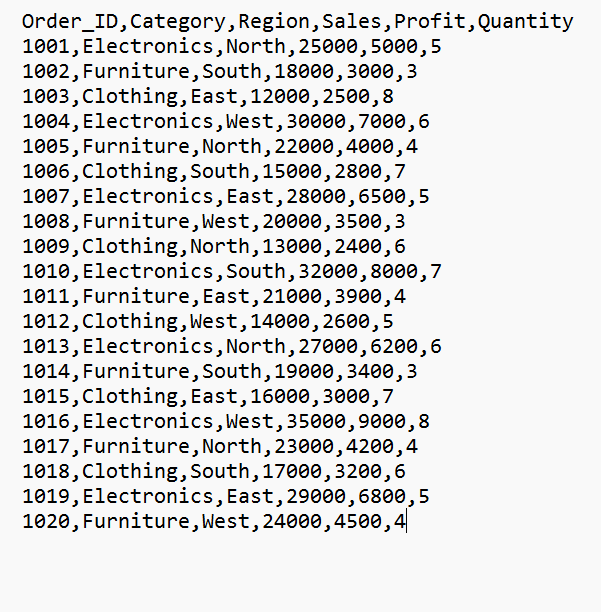 Order_ID,Category,Region,Sales,Profit,Quantity
1001,Electronics,North,25000,5000,5
1002,Furniture,South,18000,3000,3
1003,Clothing,East,12000,2500,8
1004,Electronics,West,30000,7000,6
1005,Furniture,North,22000,4000,4
1006,Clothing,South,15000,2800,7
1007,Electronics,East,28000,6500,5
1008,Furniture,West,20000,3500,3
1009,Clothing,North,13000,2400,6
1010,Electronics,South,32000,8000,7
1011,Furniture,East,21000,3900,4
1012,Clothing,West,14000,2600,5
1013,Electronics,North,27000,6200,6
1014,Furniture,South,19000,3400,3
1015,Clothing,East,16000,3000,7
1016,Electronics,West,35000,9000,8
1017,Furniture,North,23000,4200,4
1018,Clothing,South,17000,3200,6
1019,Electronics,East,29000,6800,5
1020,Furniture,West,24000,4500,4